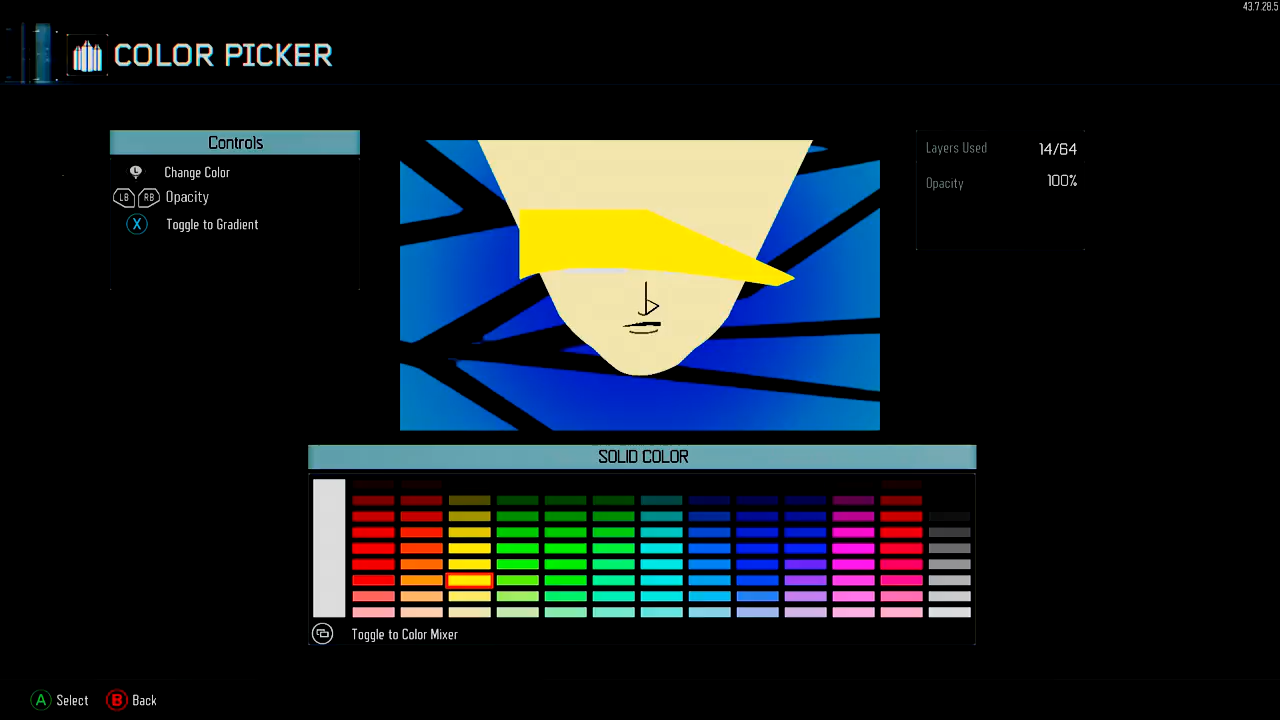 43.7.28.5
COLOR PICKER
Controls
L Change Color
LB RB Opacity
X Toggle to Gradient
Layers Used 14/64
Opacity 100%
SOLID COLOR
Toggle to Color Mixer
A Select B Back